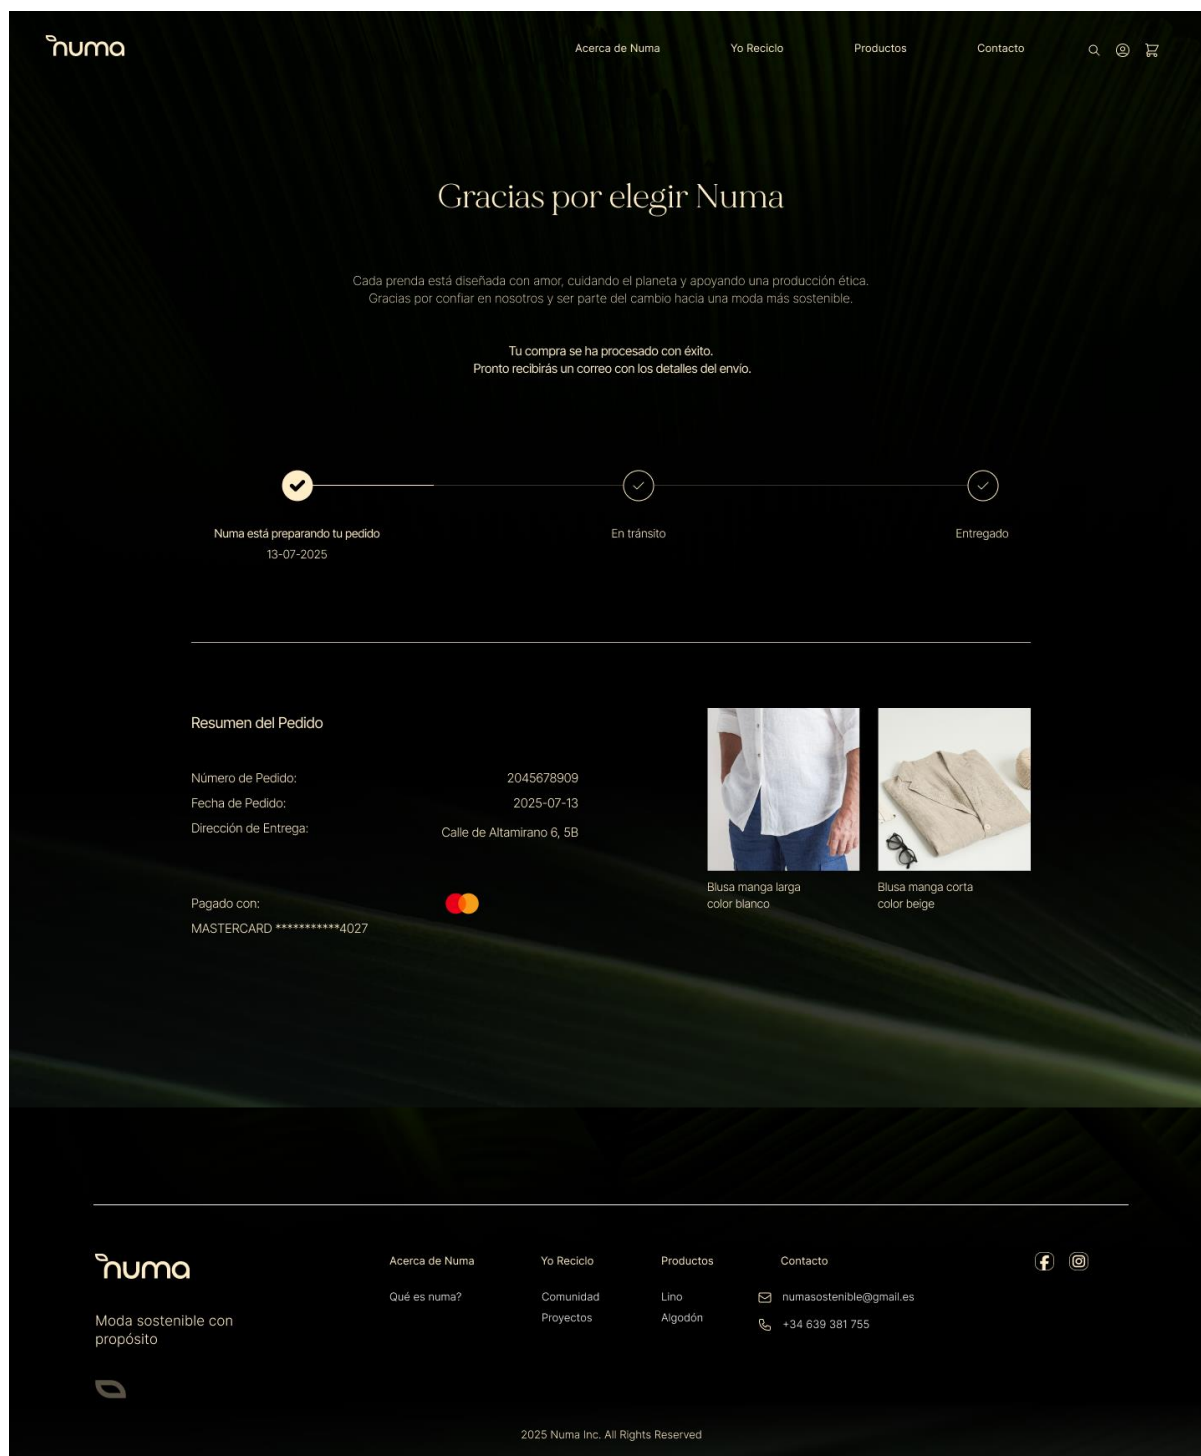 numa
Acerca de Numa
Yo Reciclo
Productos
Contacto
Gracias por elegir Numa
Cada prenda está diseñada con amor, cuidando el planeta y apoyando una producción ética.
Gracias por confiar en nosotros y ser parte del cambio hacia una moda más sostenible.
Tu compra se ha procesado con éxito.
Pronto recibirás un correo con los detalles del envío.
Numa está preparando tu pedido
13-07-2025
En tránsito
Entregado
Resumen del Pedido
Número de Pedido: 2045678909
Fecha de Pedido: 2025-07-13
Dirección de Entrega: Calle de Altamirano 6, 5B
Pagado con:
MASTERCARD ***********4027
Blusa manga larga
color blanco
Blusa manga corta
color beige
numa
Moda sostenible con
propósito
Acerca de Numa
Qué es numa?
Yo Reciclo
Comunidad
Proyectos
Productos
Lino
Algodón
Contacto
numasostenible@gmail.es
+34 639 381 755
2025 Numa Inc. All Rights Reserved